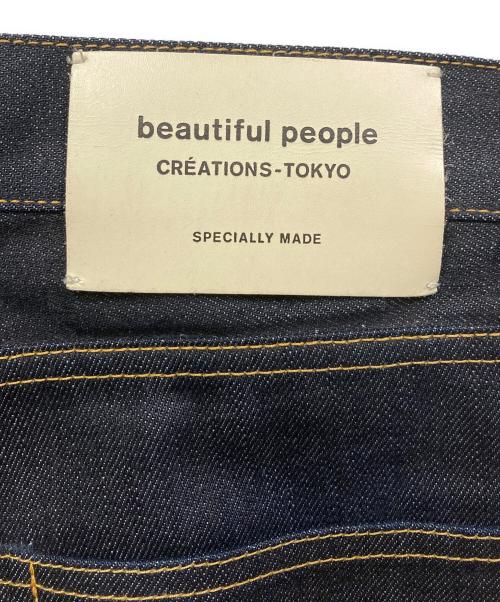 beautiful people
CRÉATIONS-TOKYO
SPECIALLY MADE